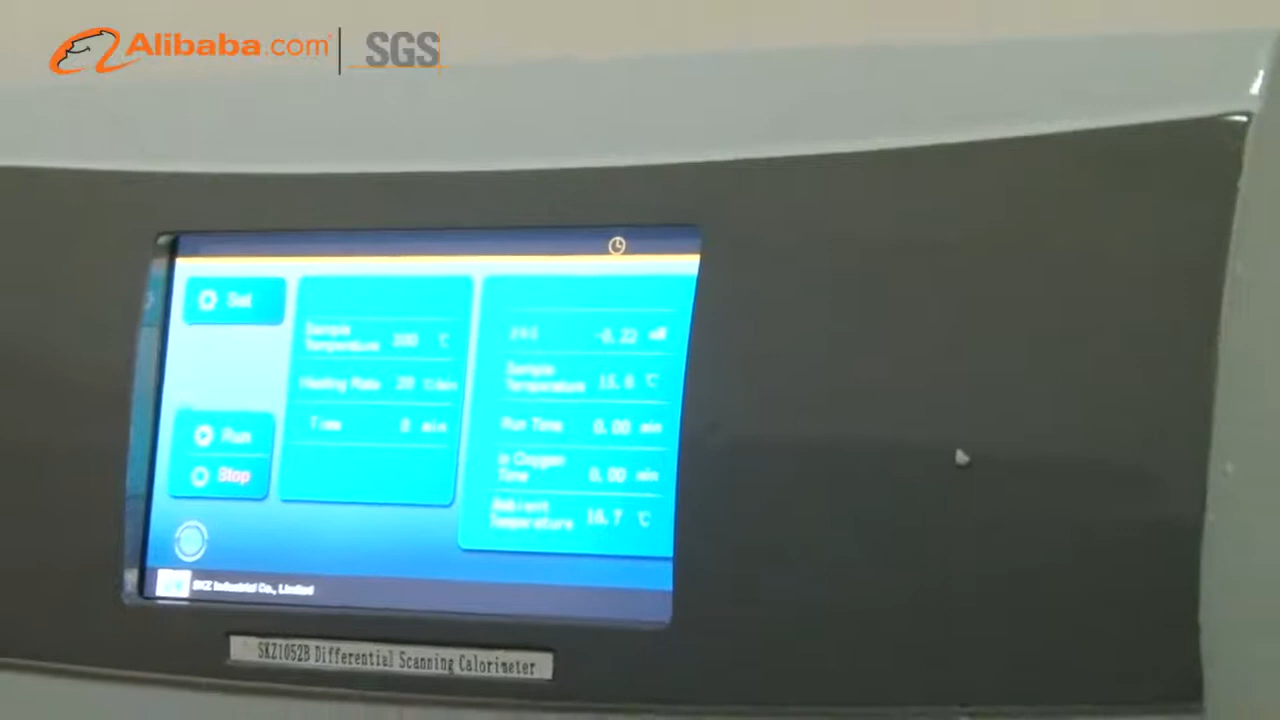 Alibaba.com
SGS
Set
Sample
Temperature 300 ℃
Heating Rate 20
Time 0 min
Run
Stop
DSC
Sample
Temperature 15.8 ℃
Run Time 0.00 min
In Oxygen
Time 0.00 min
Ambient
Temperature 16.7 ℃
SKZ Industrial Co., Limited
SKZ1052B Differential Scanning Calorimeter